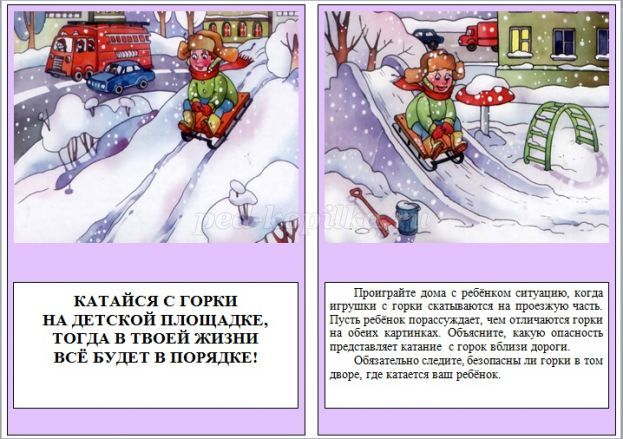 КАТАЙСЯ С ГОРКИ
НА ДЕТСКОЙ ПЛОЩАДКЕ,
ТОГДА В ТВОЕЙ ЖИЗНИ
ВСЁ БУДЕТ В ПОРЯДКЕ!
Проиграйте дома с ребёнком ситуацию, когда
игрушки с горки скатываются на проезжую часть.
Пусть ребёнок порассуждает, чем отличаются горки
на обеих картинках. Объясните, какую опасность
представляет катание с горок вблизи дороги.
Обязательно следите, безопасны ли горки в том
дворе, где катается ваш ребёнок.